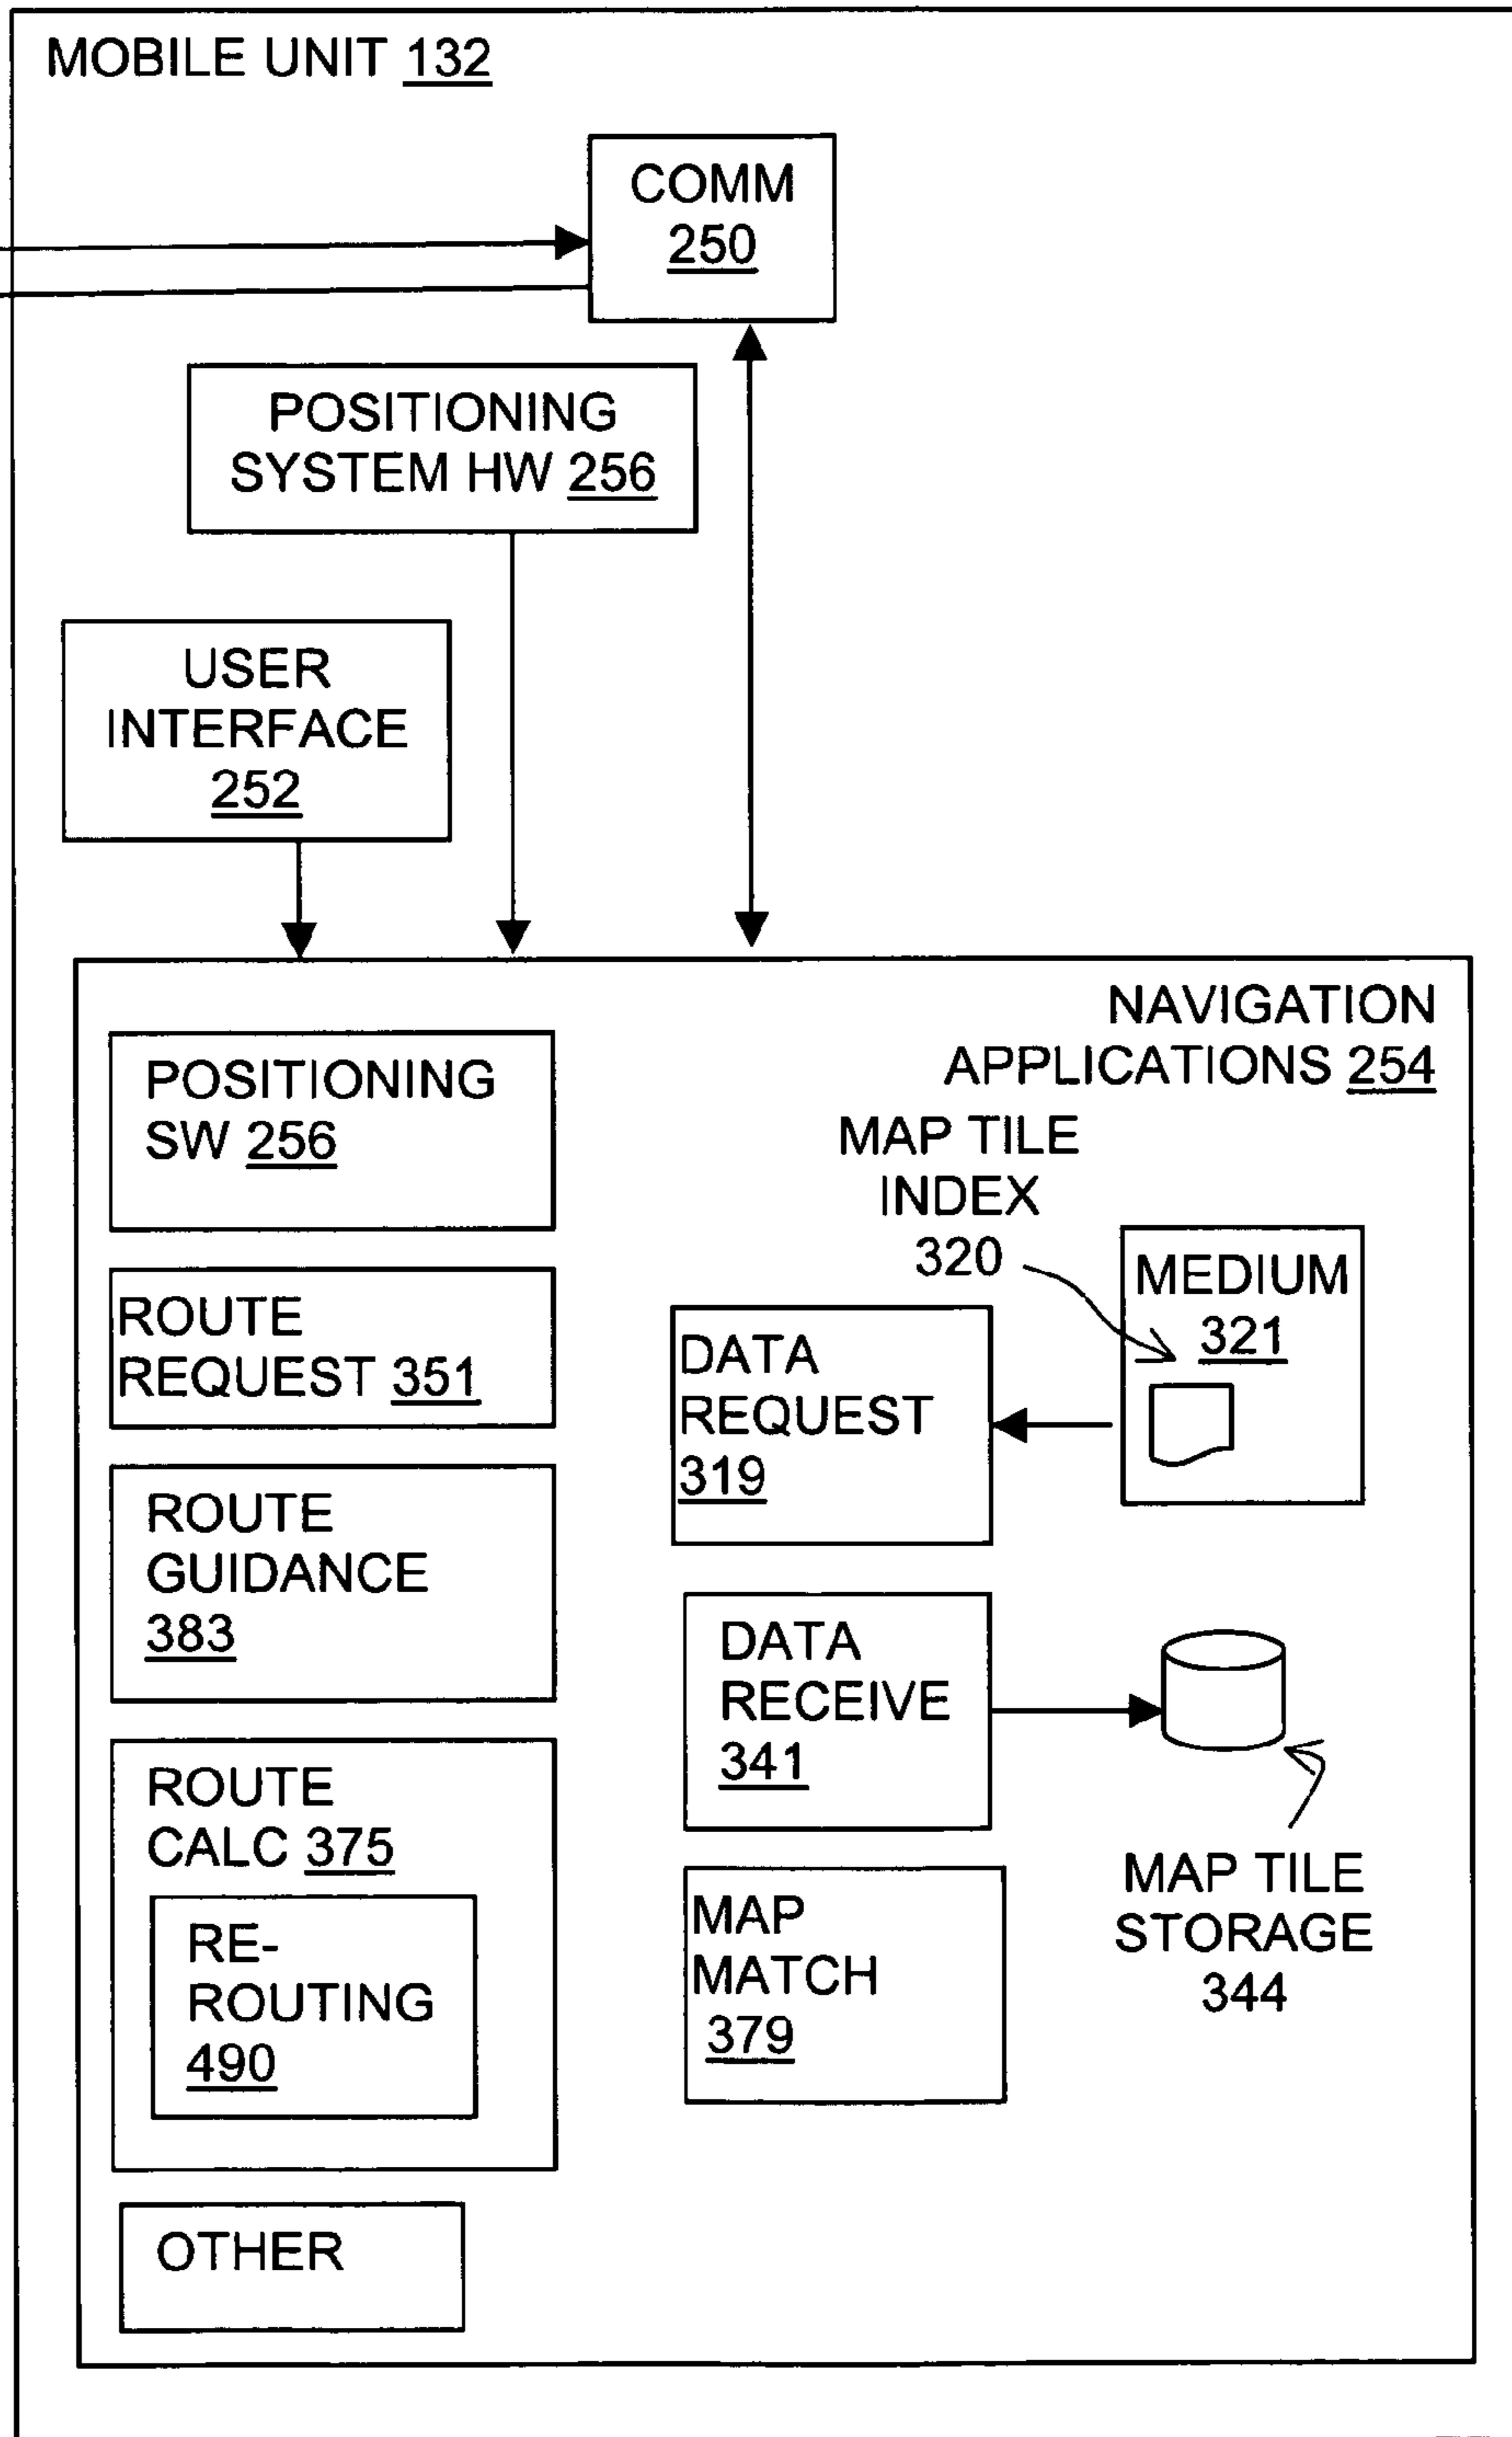 MOBILE UNIT 132
COMM
250
POSITIONING
SYSTEM HW 256
USER
INTERFACE
252
NAVIGATION
APPLICATIONS 254
POSITIONING
SW 256
ROUTE
REQUEST 351
ROUTE
GUIDANCE
383
ROUTE
CALC 375
RE-
ROUTING
490
OTHER
MAP TILE
INDEX
320
MEDIUM
321
DATA
REQUEST
319
DATA
RECEIVE
341
MAP
MATCH
379
MAP TILE
STORAGE
344